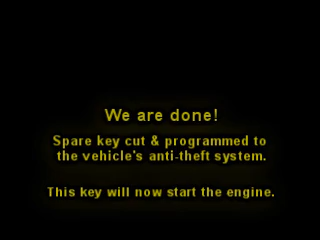 We are done!
Spare key cut & programmed to
the vehicle's anti-theft system.
This key will now start the engine.